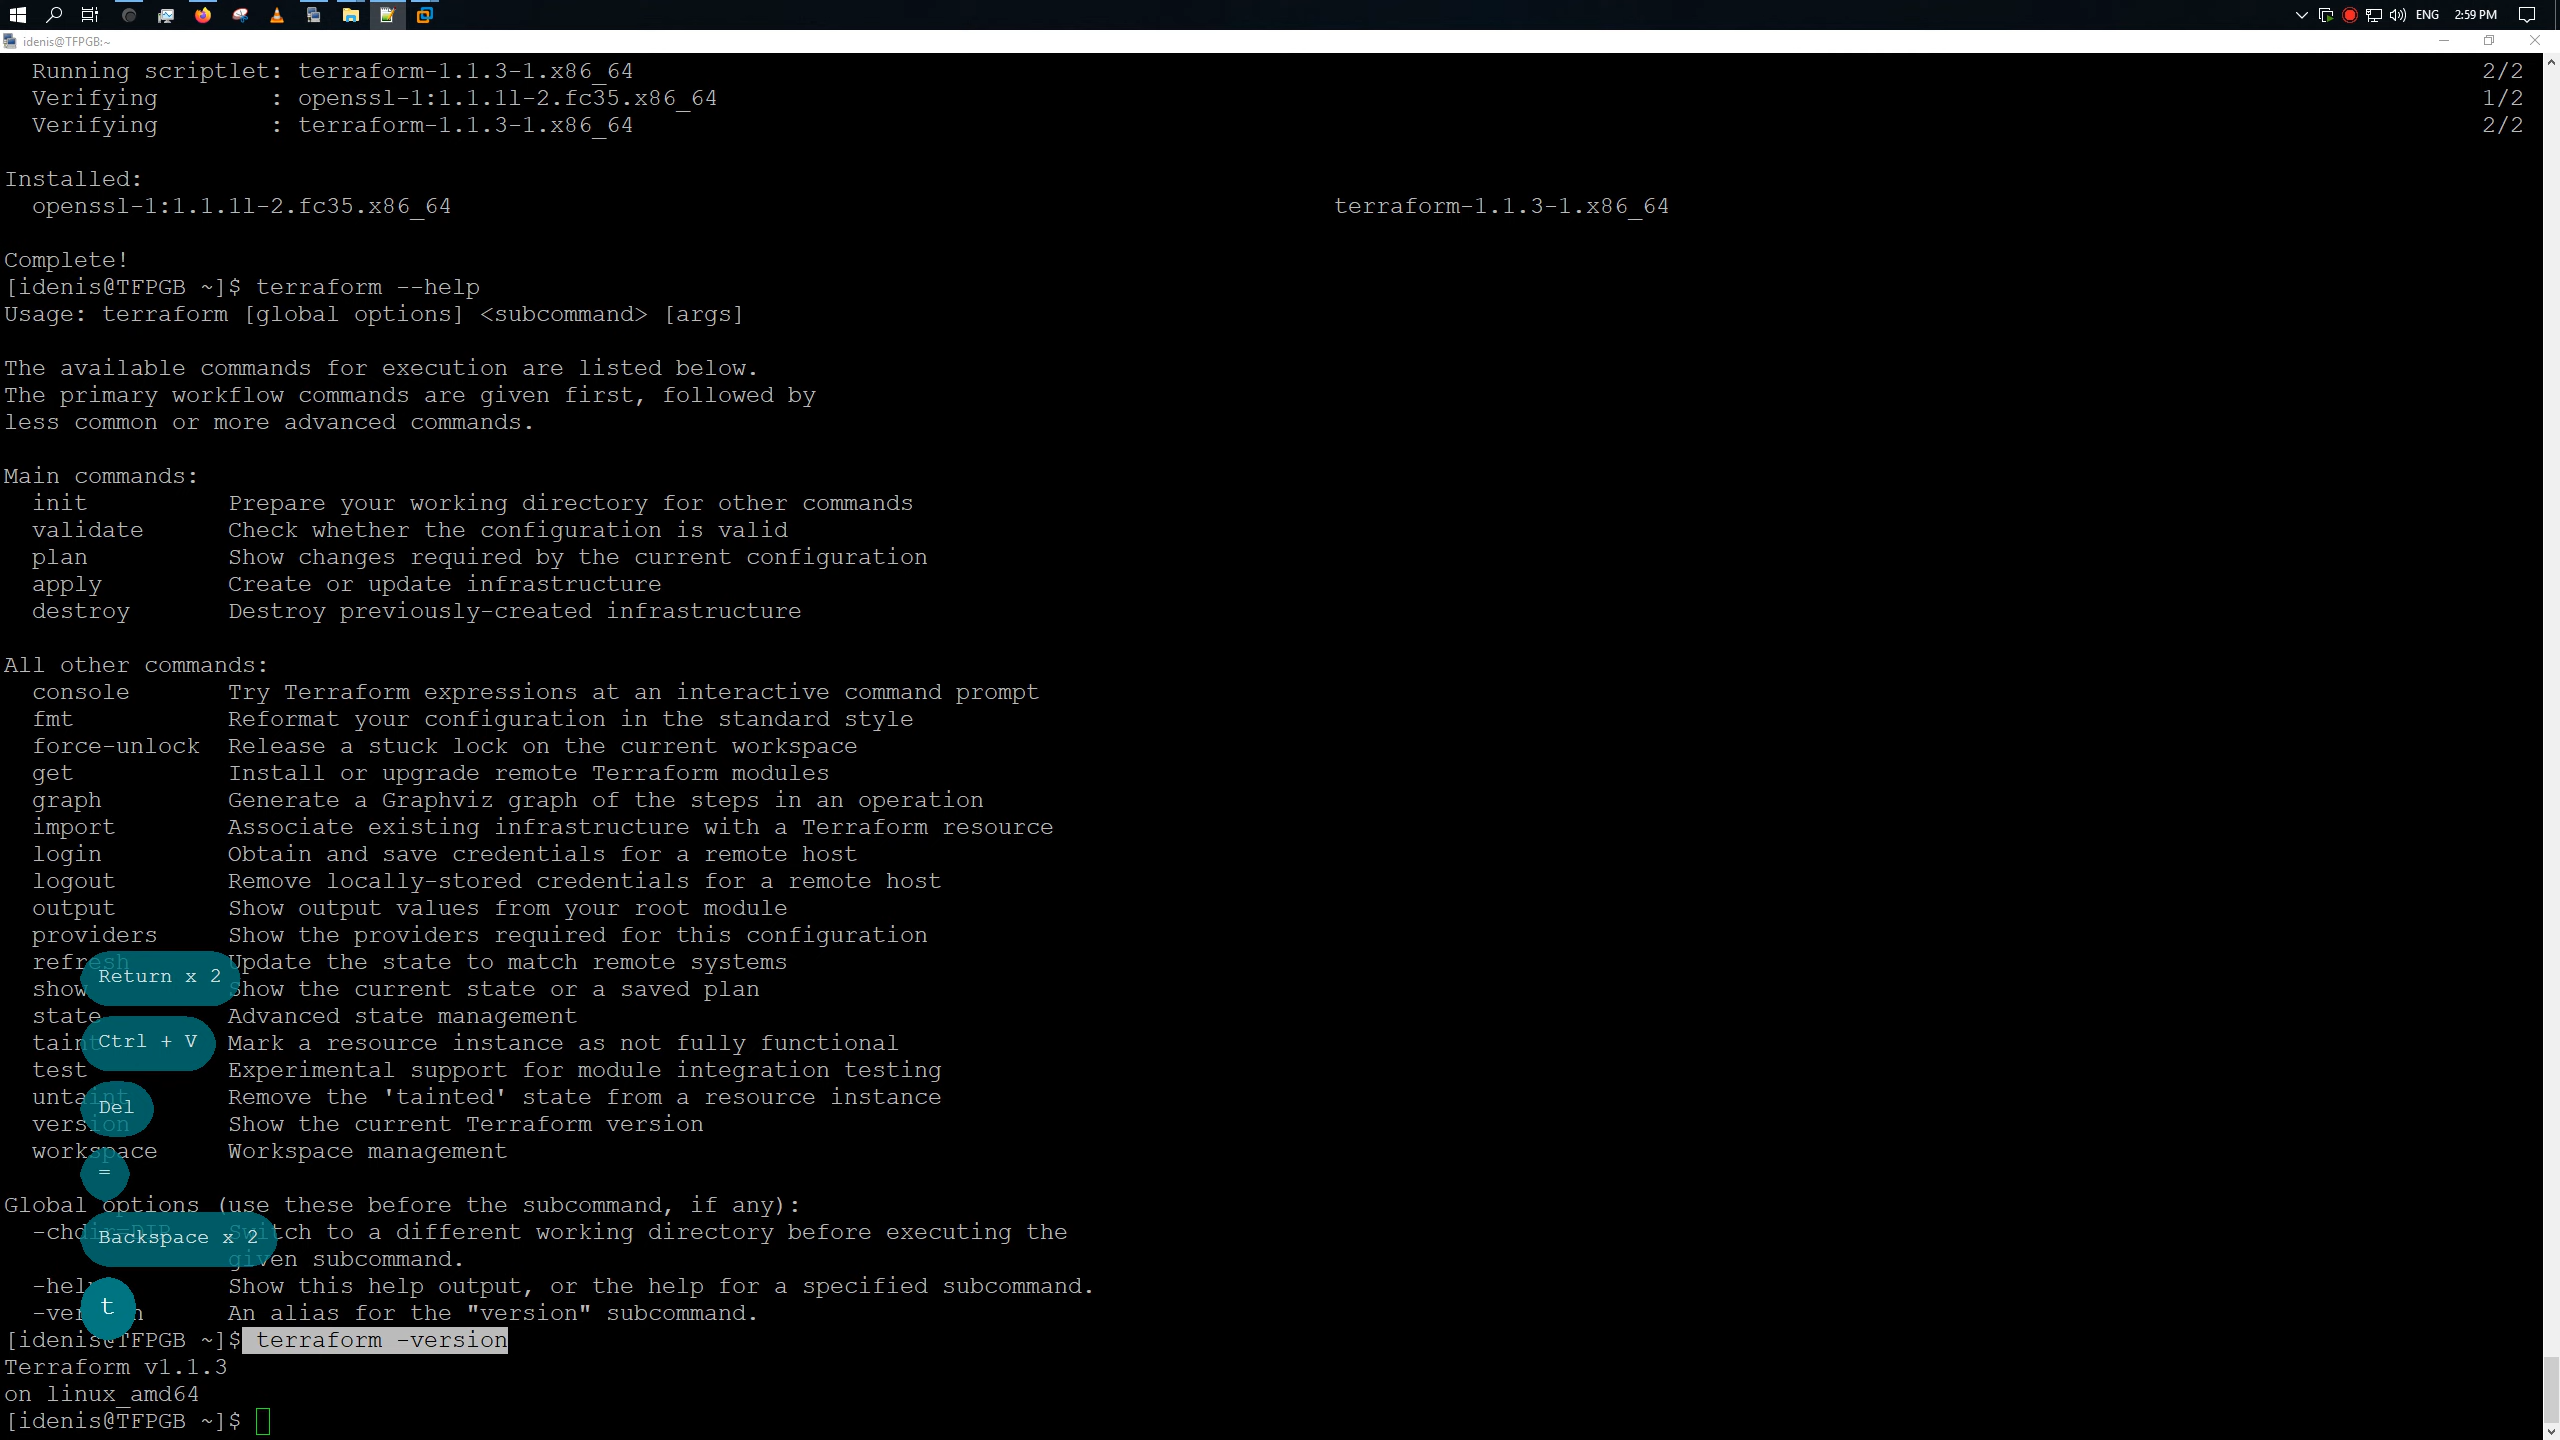 ENG 2:59 PM
idenis@TFPGB:~
Running scriptlet: terraform-1.1.3-1.x86_64 2/2
Verifying : openssl-1:1.1.1l-2.fc35.x86_64 1/2
Verifying : terraform-1.1.3-1.x86_64 2/2
Installed:
openssl-1:1.1.1l-2.fc35.x86_64 terraform-1.1.3-1.x86_64
Complete!
[idenis@TFPGB ~]$ terraform --help
Usage: terraform [global options] <subcommand> [args]
The available commands for execution are listed below.
The primary workflow commands are given first, followed by
less common or more advanced commands.
Main commands:
init Prepare your working directory for other commands
validate Check whether the configuration is valid
plan Show changes required by the current configuration
apply Create or update infrastructure
destroy Destroy previously-created infrastructure
All other commands:
console Try Terraform expressions at an interactive command prompt
fmt Reformat your configuration in the standard style
force-unlock Release a stuck lock on the current workspace
get Install or upgrade remote Terraform modules
graph Generate a Graphviz graph of the steps in an operation
import Associate existing infrastructure with a Terraform resource
login Obtain and save credentials for a remote host
logout Remove locally-stored credentials for a remote host
output Show output values from your root module
providers Show the providers required for this configuration
refresh Update the state to match remote systems
Return x 2
show Show the current state or a saved plan
state Advanced state management
Ctrl + V
taint Mark a resource instance as not fully functional
test Experimental support for module integration testing
untaint Remove the 'tainted' state from a resource instance
Del
version Show the current Terraform version
workspace Workspace management
=
Global options (use these before the subcommand, if any):
-chdir=DIR Switch to a different working directory before executing the
Backspace x 2
given subcommand.
-help Show this help output, or the help for a specified subcommand.
t
-version An alias for the "version" subcommand.
[idenis@TFPGB ~]$ terraform -version
Terraform v1.1.3
on linux_amd64
[idenis@TFPGB ~]$